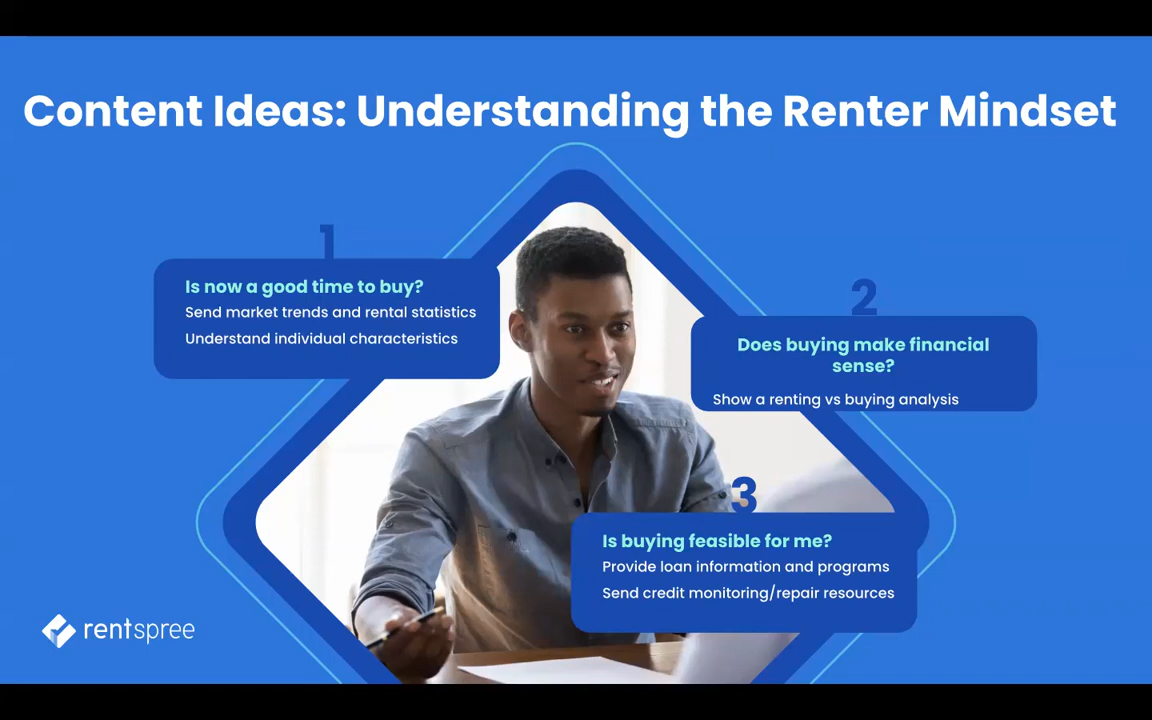 Content Ideas: Understanding the Renter Mindset
1
Is now a good time to buy?
Send market trends and rental statistics
Understand individual characteristics
2
Does buying make financial
sense?
Show a renting vs buying analysis
3
Is buying feasible for me?
Provide loan information and programs
Send credit monitoring/repair resources
rentspree